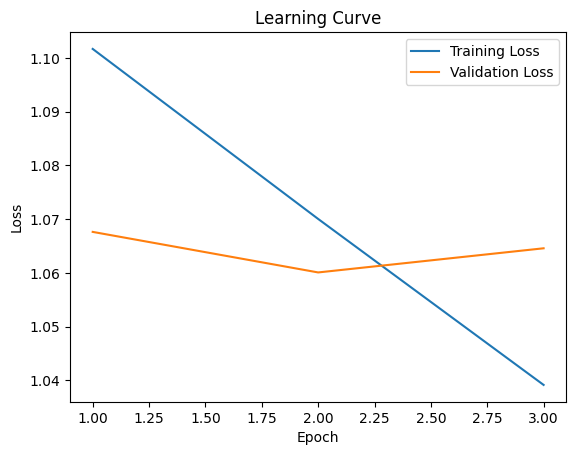 Learning Curve
Training Loss
Validation Loss
1.10
1.09
1.08
1.07
1.06
1.05
1.04
Loss
1.00 1.25 1.50 1.75 2.00 2.25 2.50 2.75 3.00
Epoch